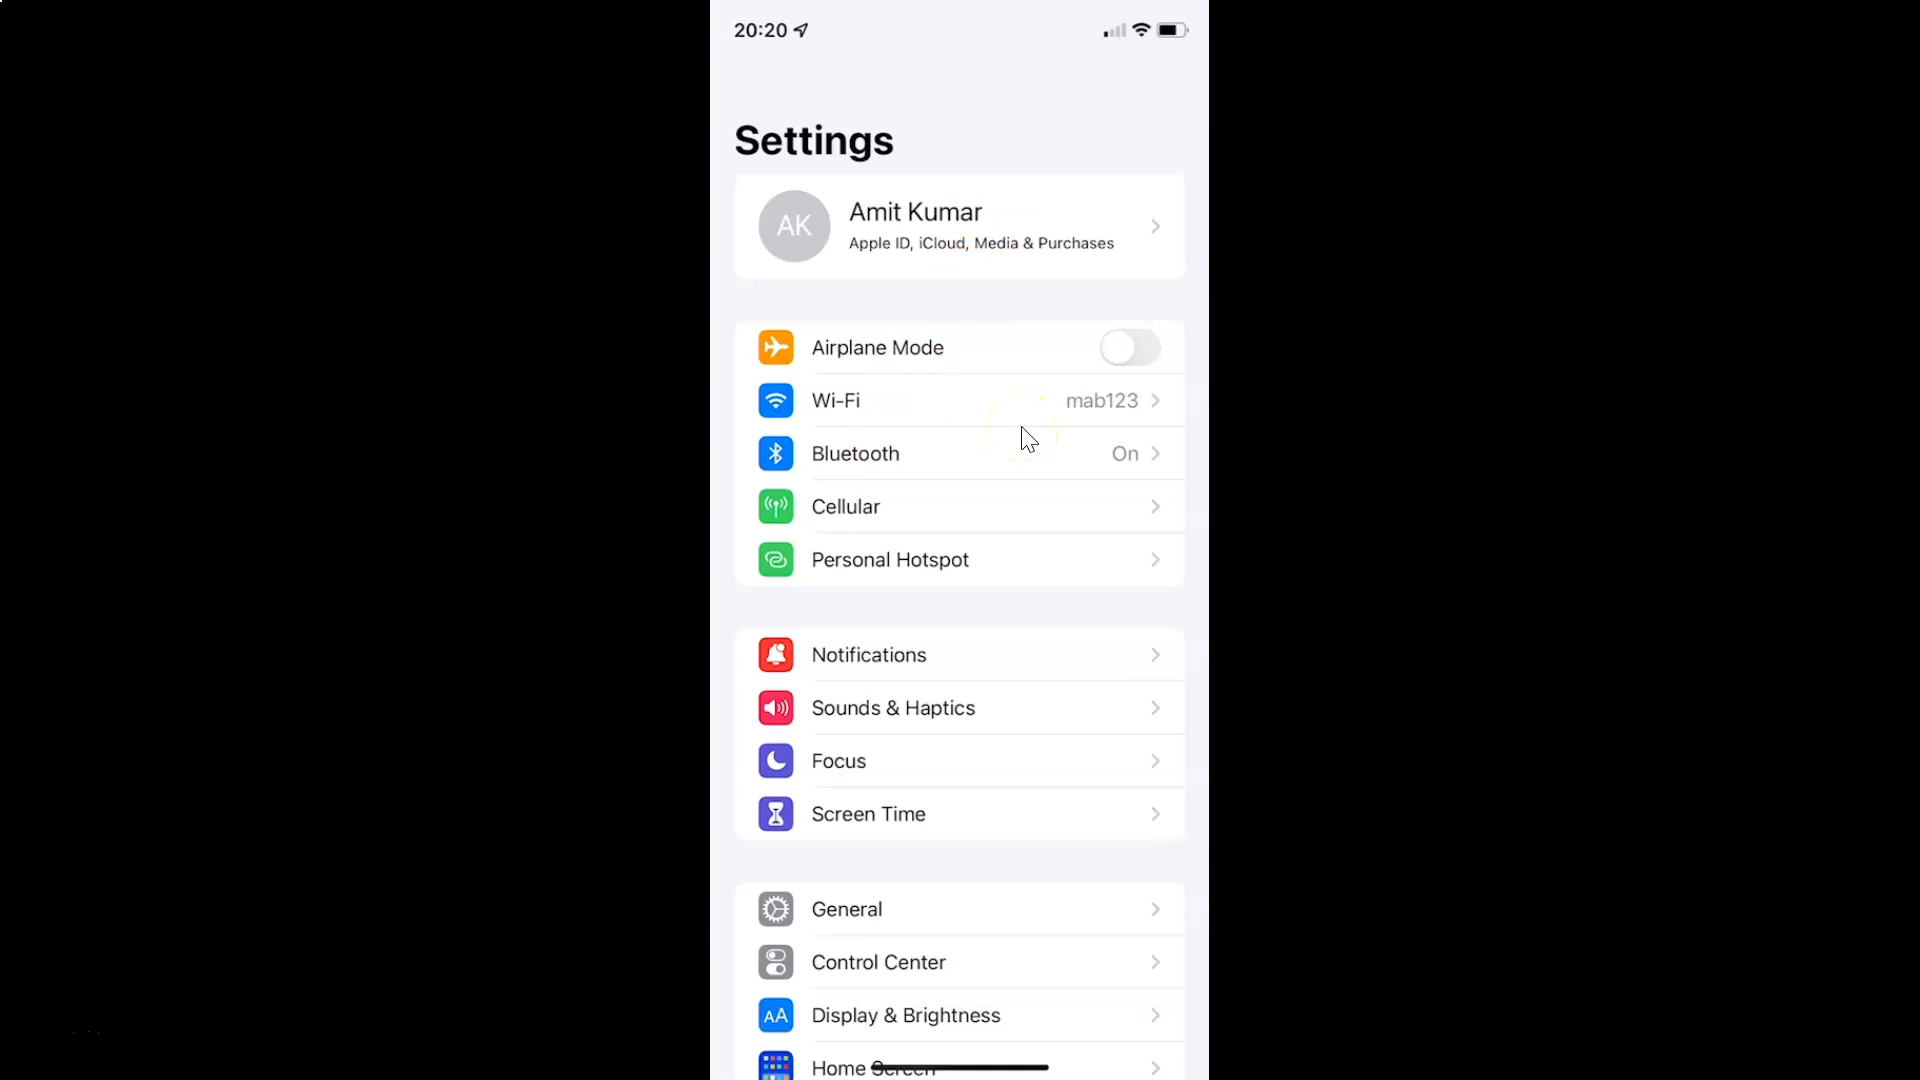 20:20
Settings
AK
Amit Kumar
Apple ID, iCloud, Media & Purchases
Airplane Mode
Wi-Fi mab123
Bluetooth On
Cellular
Personal Hotspot
Notifications
Sounds & Haptics
Focus
Screen Time
General
Control Center
AA Display & Brightness
Home Screen